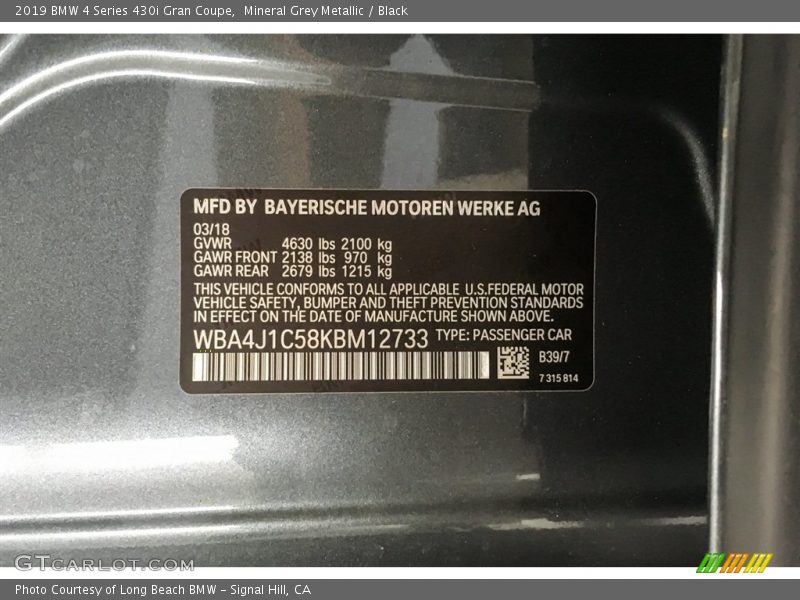 2019 BMW 4 Series 430i Gran Coupe,  Mineral Grey Metallic / Black
MFD BY BAYERISCHE MOTOREN WERKE AG
03/18
GVWR 4630 lbs 2100 kg
GAWR FRONT 2138 lbs 970 kg
GAWR REAR 2679 lbs 1215 kg
THIS VEHICLE CONFORMS TO ALL APPLICABLE U.S.FEDERAL MOTOR
VEHICLE SAFETY, BUMPER AND THEFT PREVENTION STANDARDS
IN EFFECT ON THE DATE OF MANUFACTURE SHOWN ABOVE.
WBA4J1C58KBM12733 TYPE: PASSENGER CAR
B39/7
7 315 814
GTCARLOT.COM
Photo Courtesy of Long Beach BMW - Signal Hill, CA